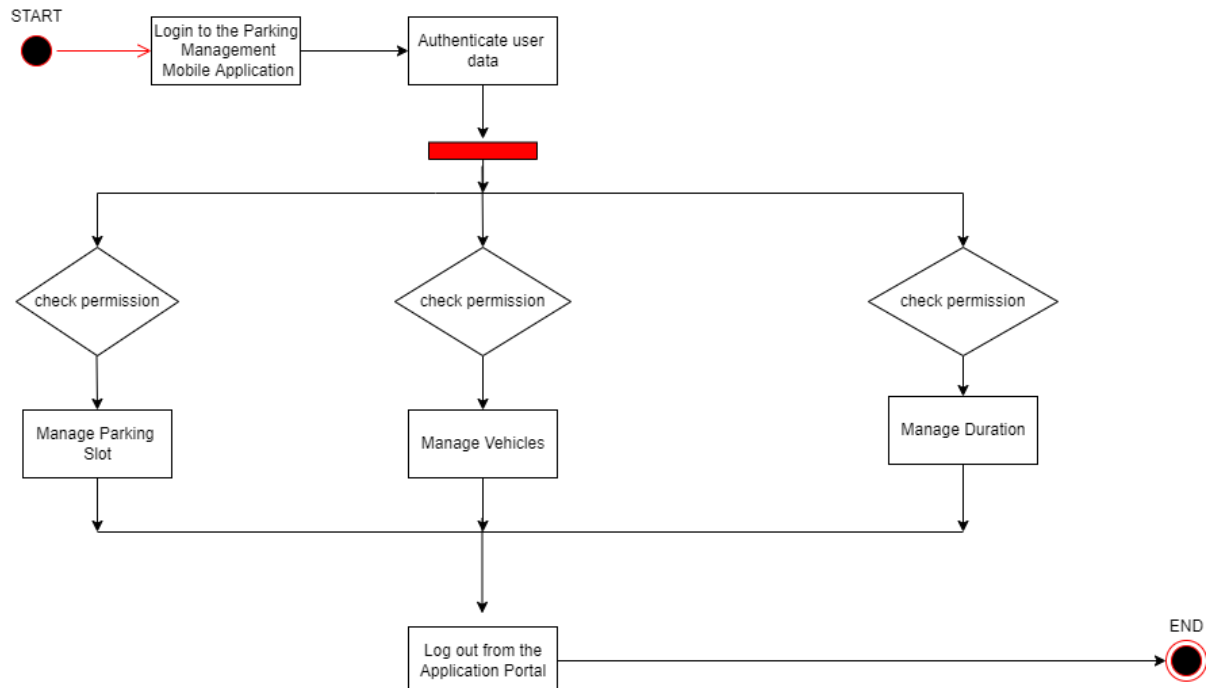 START
Login to the Parking
Management
Mobile Application
Authenticate user
data
check permission
check permission
check permission
Manage Parking
Slot
Manage Vehicles
Manage Duration
Log out from the
Application Portal
END